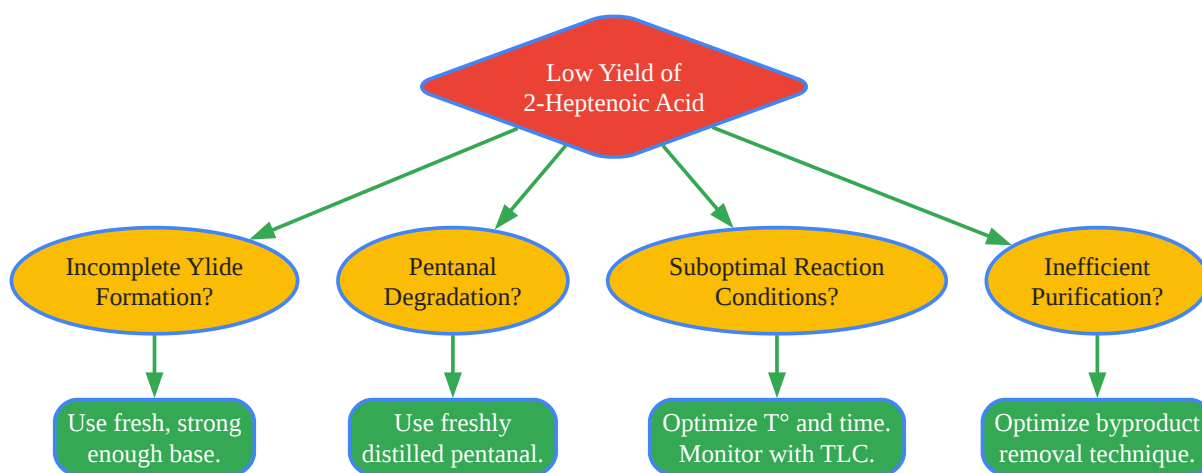 Low Yield of
2-Heptenoic Acid
Incomplete Ylide
Formation?
Pentanal
Degradation?
Suboptimal Reaction
Conditions?
Inefficient
Purification?
Use fresh, strong
enough base.
Use freshly
distilled pentanal.
Optimize T° and time.
Monitor with TLC.
Optimize byproduct
removal technique.